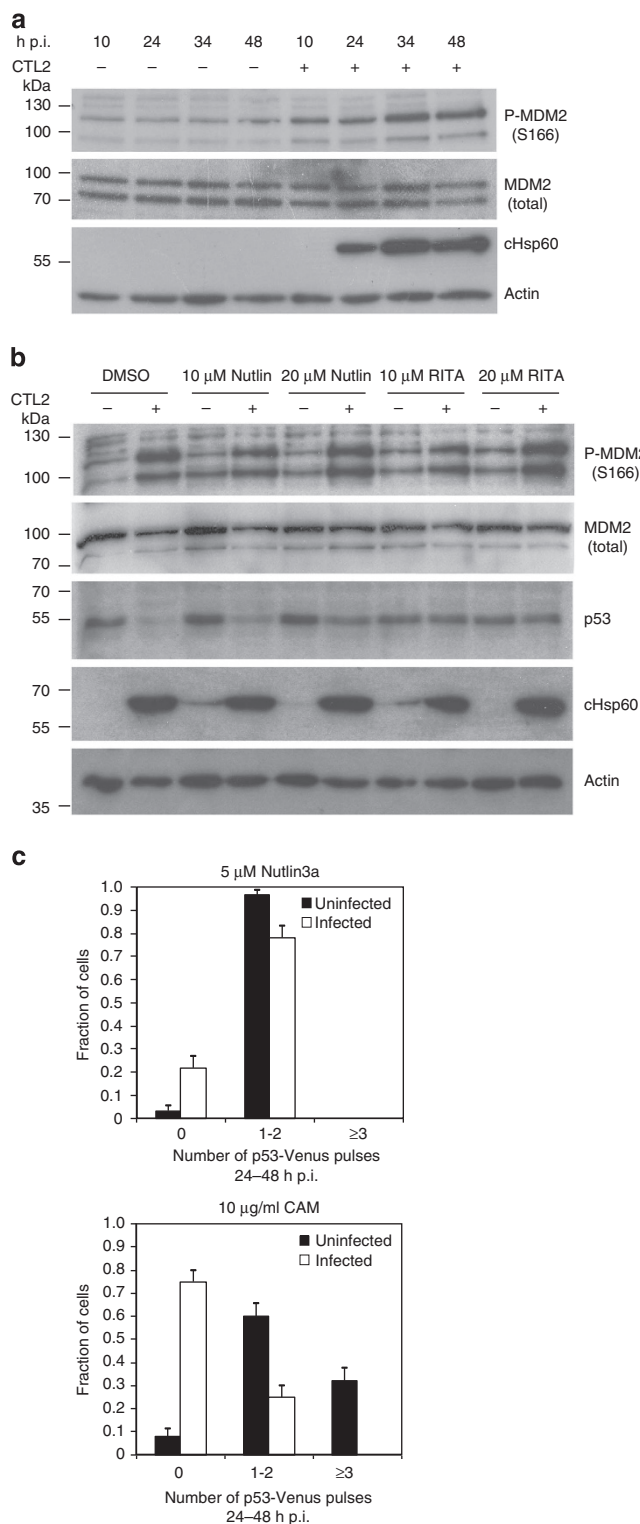 a
h p.i. 10 24 34 48 10 24 34 48
CTL2 – – – – + + + +
kDa
130
100
P-MDM2
(S166)
100
70
MDM2
(total)
55
cHsp60
Actin
b
DMSO 10 μM Nutlin 20 μM Nutlin 10 μM RITA 20 μM RITA
CTL2 – + – + – + – + – +
kDa
130
100
P-MDM2
(S166)
100
70
MDM2
(total)
70
55
p53
70
55
cHsp60
35
Actin
c
5 μM Nutlin3a
Uninfected
Infected
1.0
0.9
0.8
0.7
0.6
0.5
0.4
0.3
0.2
0.1
0
Fraction of cells
0 1-2 ≥3
Number of p53-Venus pulses
24–48 h p.i.
10 μg/ml CAM
Uninfected
Infected
1.0
0.9
0.8
0.7
0.6
0.5
0.4
0.3
0.2
0.1
0
Fraction of cells
0 1-2 ≥3
Number of p53-Venus pulses
24–48 h p.i.